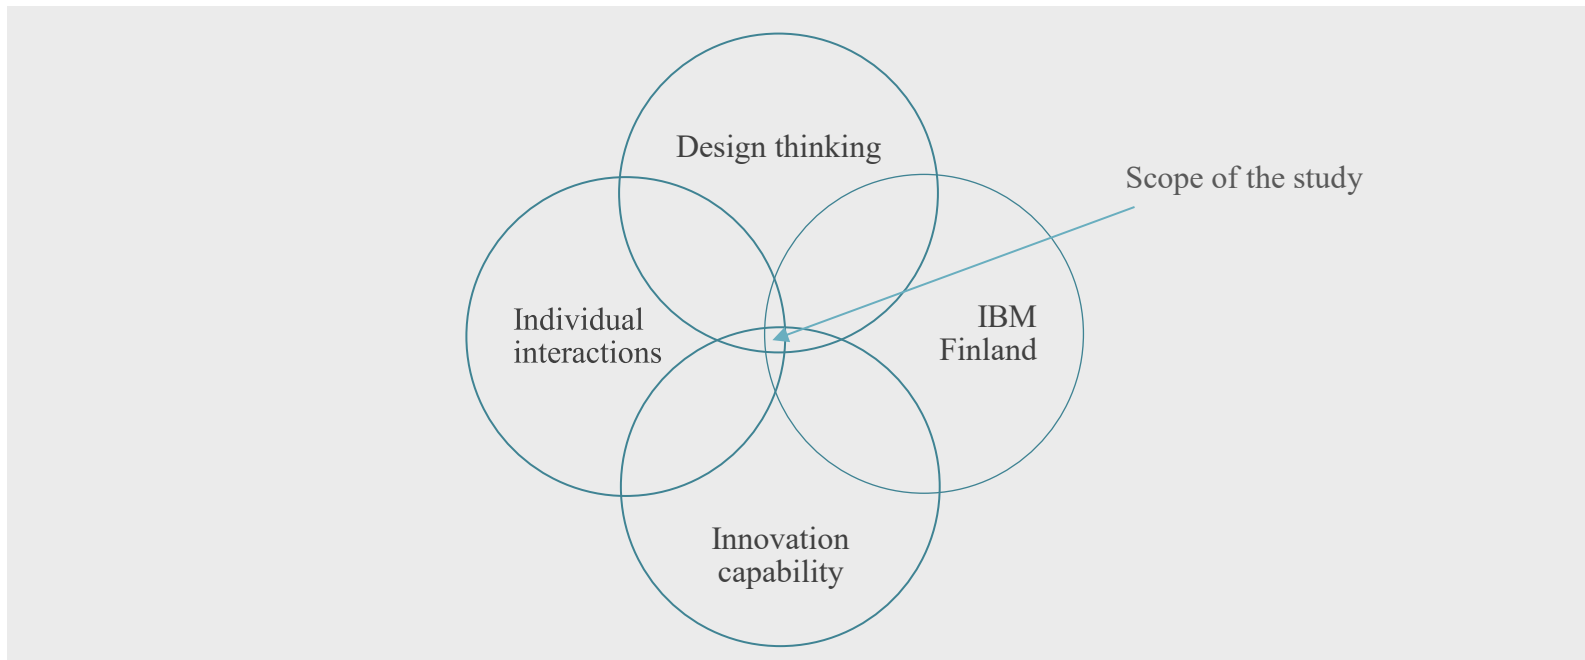 Design thinking
Scope of the study
Individual
interactions
IBM
Finland
Innovation
capability